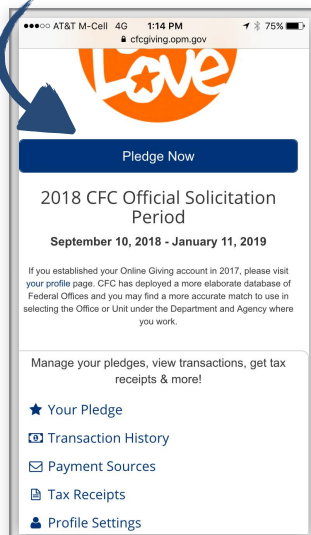 AT&T M-Cell 4G 1:14 PM 75%
cfcgiving.opm.gov
Love
Pledge Now
2018 CFC Official Solicitation
Period
September 10, 2018 - January 11, 2019
If you established your Online Giving account in 2017, please visit
your profile page. CFC has deployed a more elaborate database of
Federal Offices and you may find a more accurate match to use in
selecting the Office or Unit under the Department and Agency where
you work.
Manage your pledges, view transactions, get tax
receipts & more!
Your Pledge
Transaction History
Payment Sources
Tax Receipts
Profile Settings